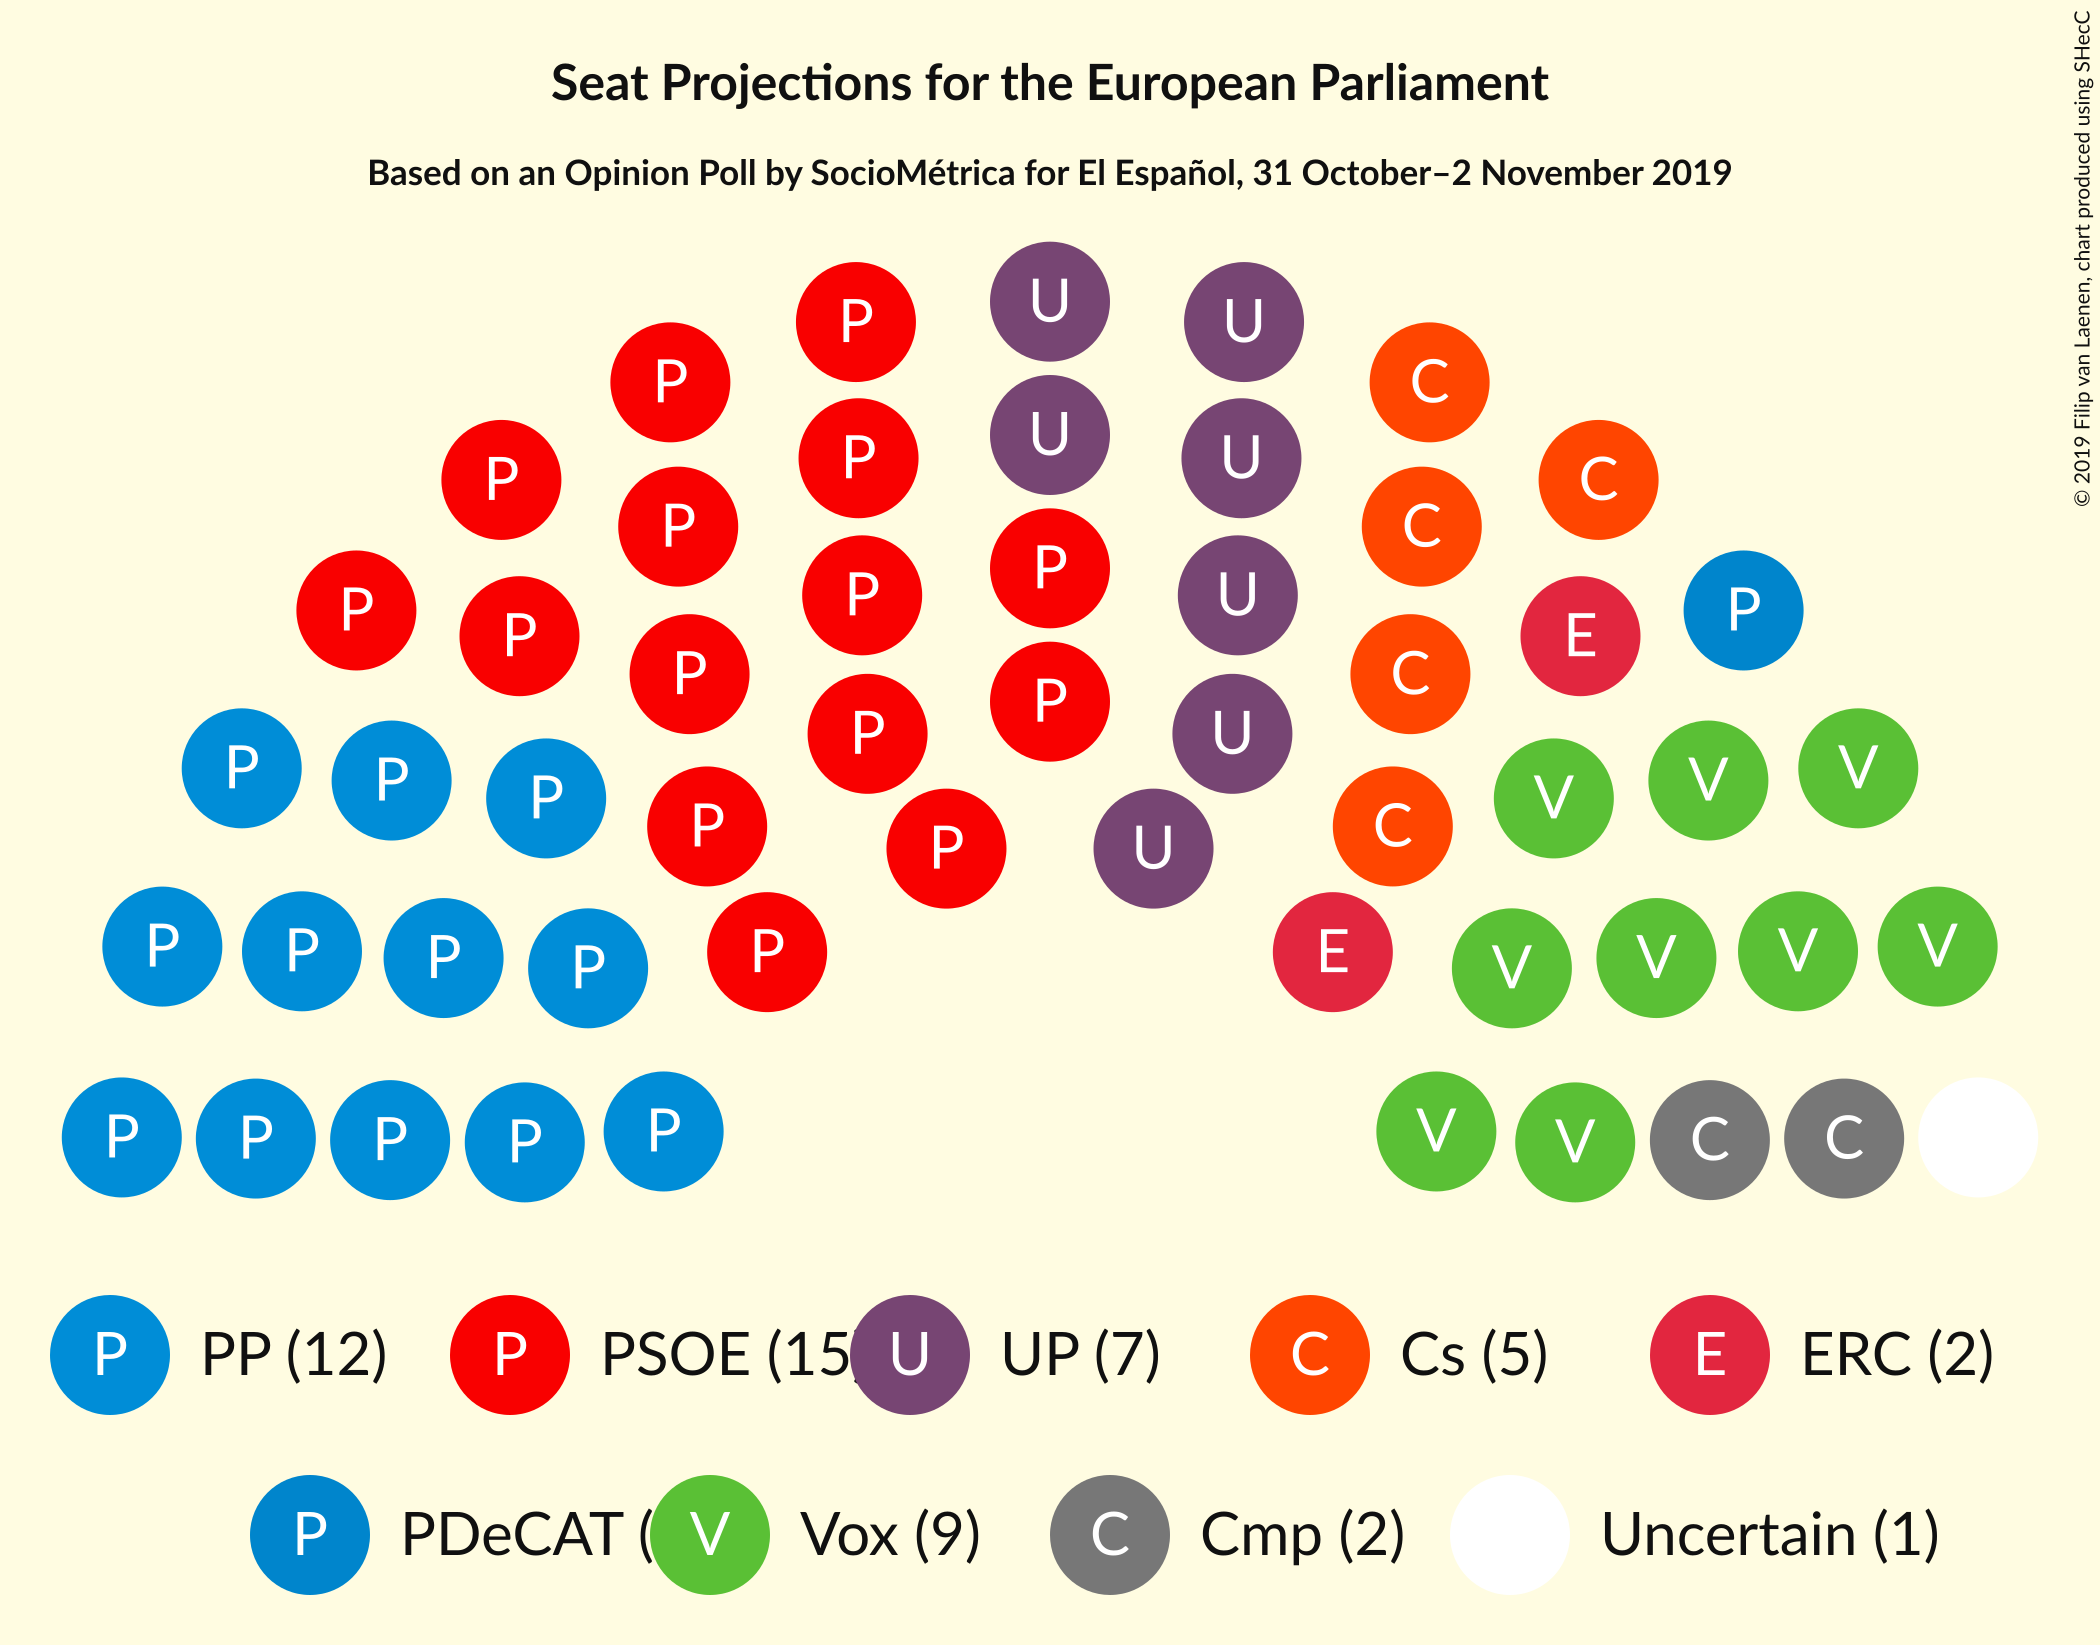 Seat Projections for the European Parliament
Based on an Opinion Poll by SocioMétrica for El Español, 31 October–2 November 2019
© 2019 Filip van Laenen, chart produced using SHecC
U
P U
P C
U
P U
P C
P C
P
P U
P
P E P
P C
P
P U
P
P V V
P
P C
P U
P P V V V V
P P P E
P P P P P V V C C
P PP (12) P PSOE (15 U UP (7) C Cs (5) E ERC (2)
P PDeCAT ( V Vox (9) C Cmp (2) Uncertain (1)